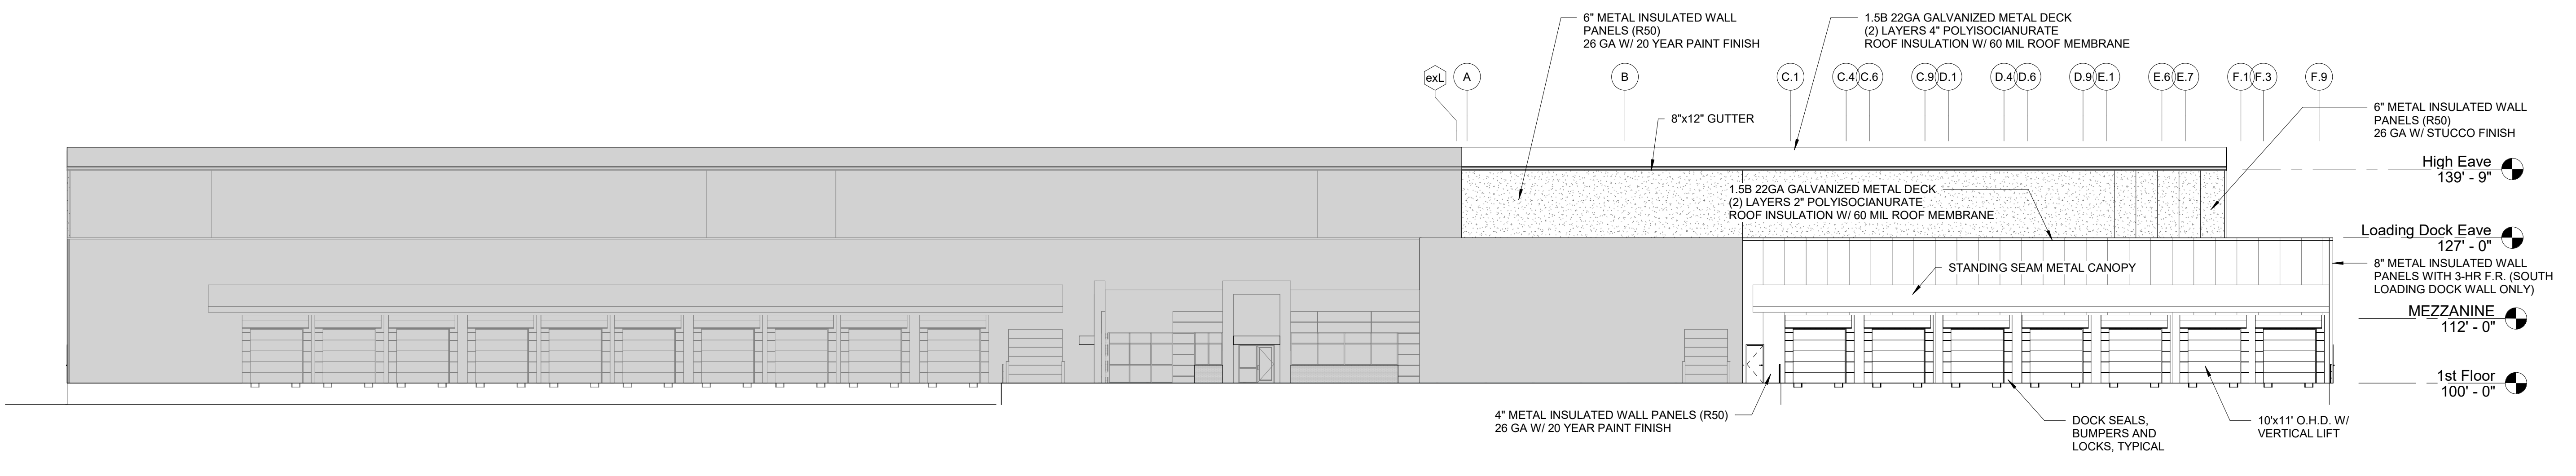 6" METAL INSULATED WALL
PANELS (R50)
26 GA W/ 20 YEAR PAINT FINISH
1.5B 22GA GALVANIZED METAL DECK
(2) LAYERS 4" POLYISOCIANURATE
ROOF INSULATION W/ 60 MIL ROOF MEMBRANE
exL
A
B
C.1
C.4
C.6
C.9
D.1
D.4
D.6
D.9
E.1
E.6
E.7
F.1
F.3
F.9
8"x12" GUTTER
6" METAL INSULATED WALL
PANELS (R50)
26 GA W/ STUCCO FINISH
High Eave
139' - 9"
1.5B 22GA GALVANIZED METAL DECK
(2) LAYERS 2" POLYISOCIANURATE
ROOF INSULATION W/ 60 MIL ROOF MEMBRANE
Loading Dock Eave
127' - 0"
STANDING SEAM METAL CANOPY
8" METAL INSULATED WALL
PANELS WITH 3-HR F.R. (SOUTH
LOADING DOCK WALL ONLY)
MEZZANINE
112' - 0"
1st Floor
100' - 0"
4" METAL INSULATED WALL PANELS (R50)
26 GA W/ 20 YEAR PAINT FINISH
DOCK SEALS,
BUMPERS AND
LOCKS, TYPICAL
10'x11' O.H.D. W/
VERTICAL LIFT